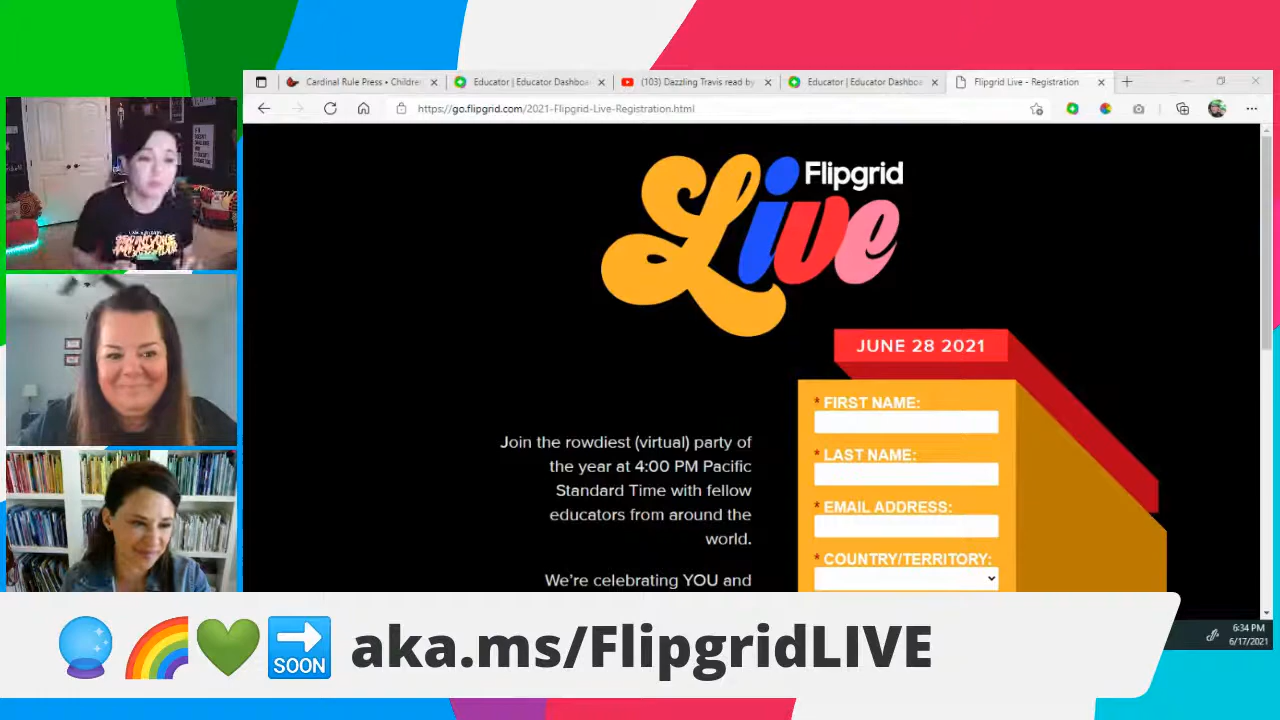 Cardinal Rule Press • Childre
Educator | Educator Dashbo
(103) Dazzling Travis read by
Educator | Educator Dashbo
Flipgrid Live - Registration
https://go.flipgrid.com/2021-Flipgrid-Live-Registration.html
Flipgrid
Live
JUNE 28 2021
* FIRST NAME:
* LAST NAME:
* EMAIL ADDRESS:
* COUNTRY/TERRITORY:
Join the rowdiest (virtual) party of
the year at 4:00 PM Pacific
Standard Time with fellow
educators from around the
world.
We're celebrating YOU and
6:34 PM
6/17/2021
SOON
aka.ms/FlipgridLIVE